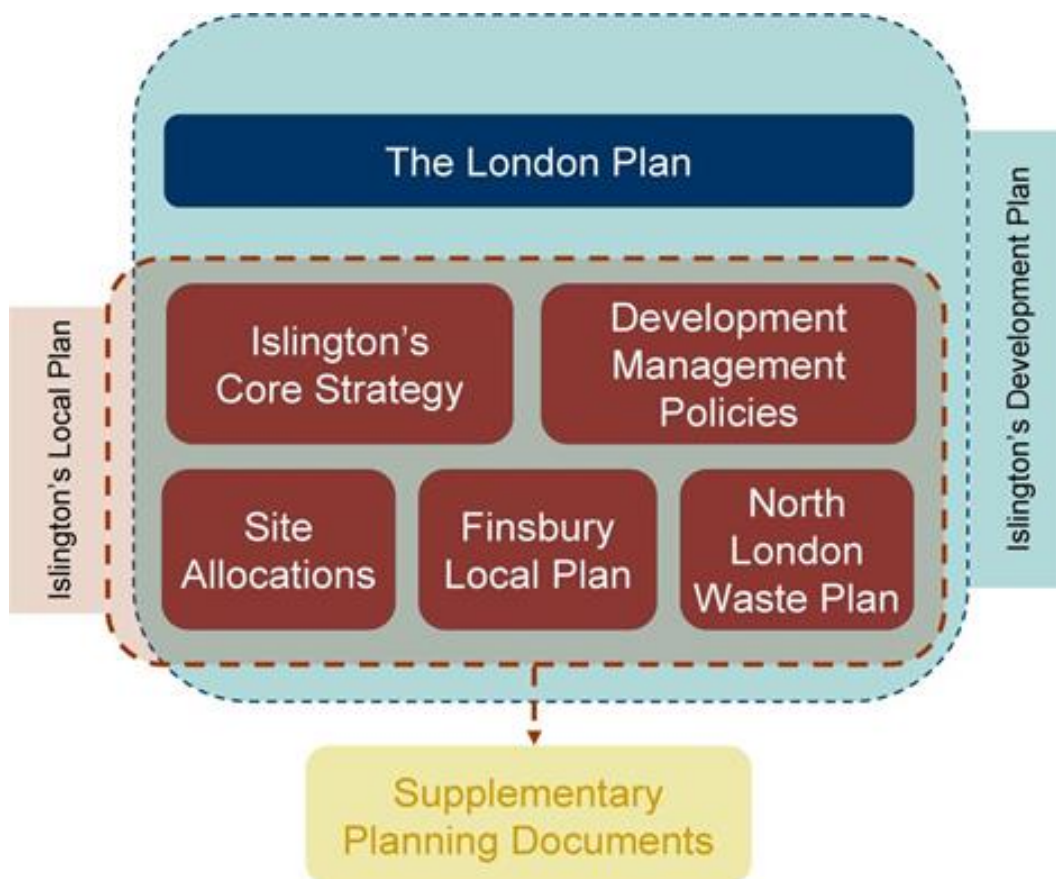 The London Plan
Islington's
Core Strategy
Development
Management
Policies
Site
Allocations
Finsbury
Local Plan
North
London
Waste Plan
Islington's Local Plan
Islington's Development Plan
Supplementary
Planning Documents